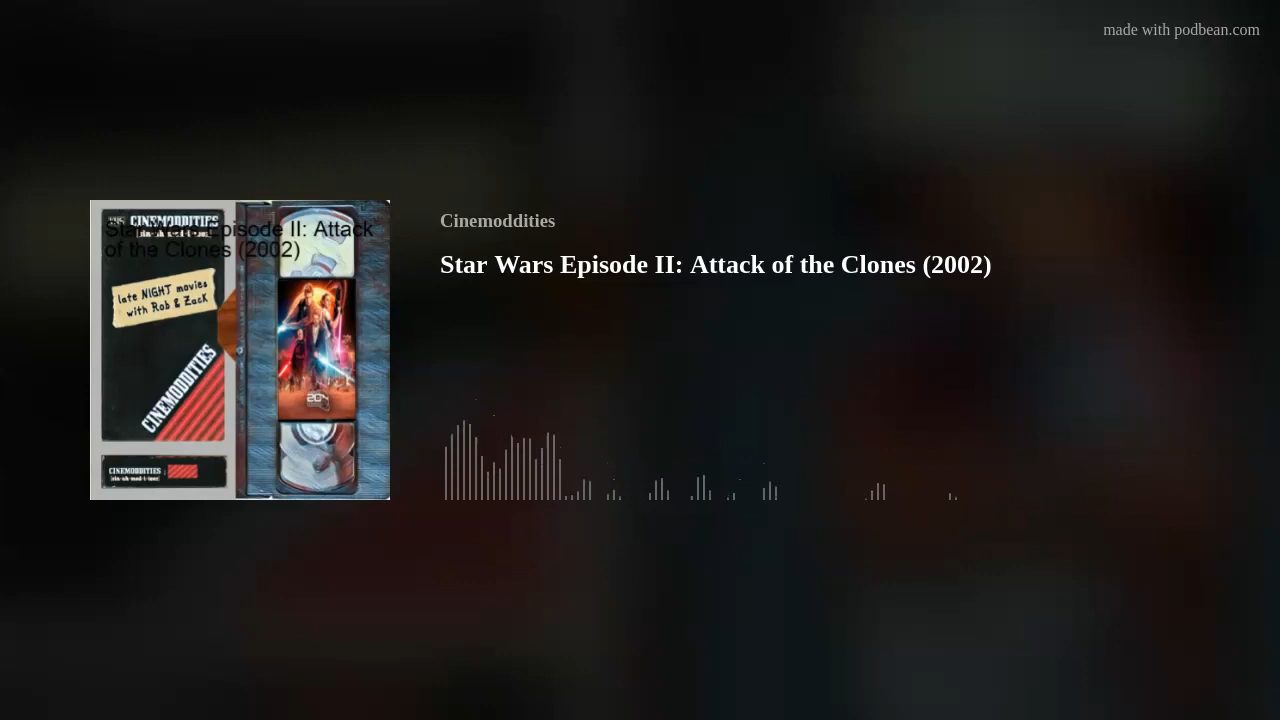 made with podbean.com
CINEMODDITIES
Star Wars Episode II: Attack
of the Clones (2002)
late NIGHT movies
with Rob & Zack
CINEMODDITIES
CINEMODDITIES
Cinemoddities
Star Wars Episode II: Attack of the Clones (2002)